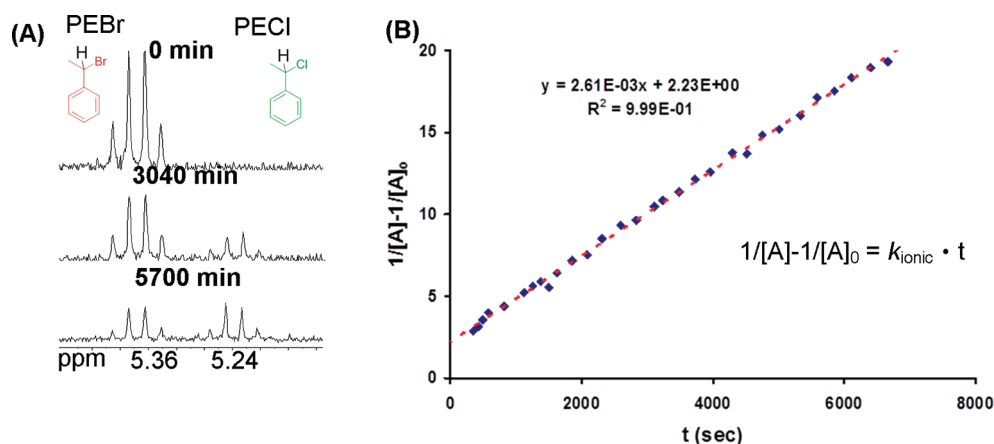 (A)
PEBr
PECl
0 min
H
Br
H
Cl
3040 min
5700 min
ppm 5.36 5.24
(B)
20
15
10
5
0
1/[A]-1/[A]₀
y = 2.61E-03x + 2.23E+00
R² = 9.99E-01
1/[A]-1/[A]₀ = kᵢₒₙᵢc • t
0 2000 4000 6000 8000
t (sec)